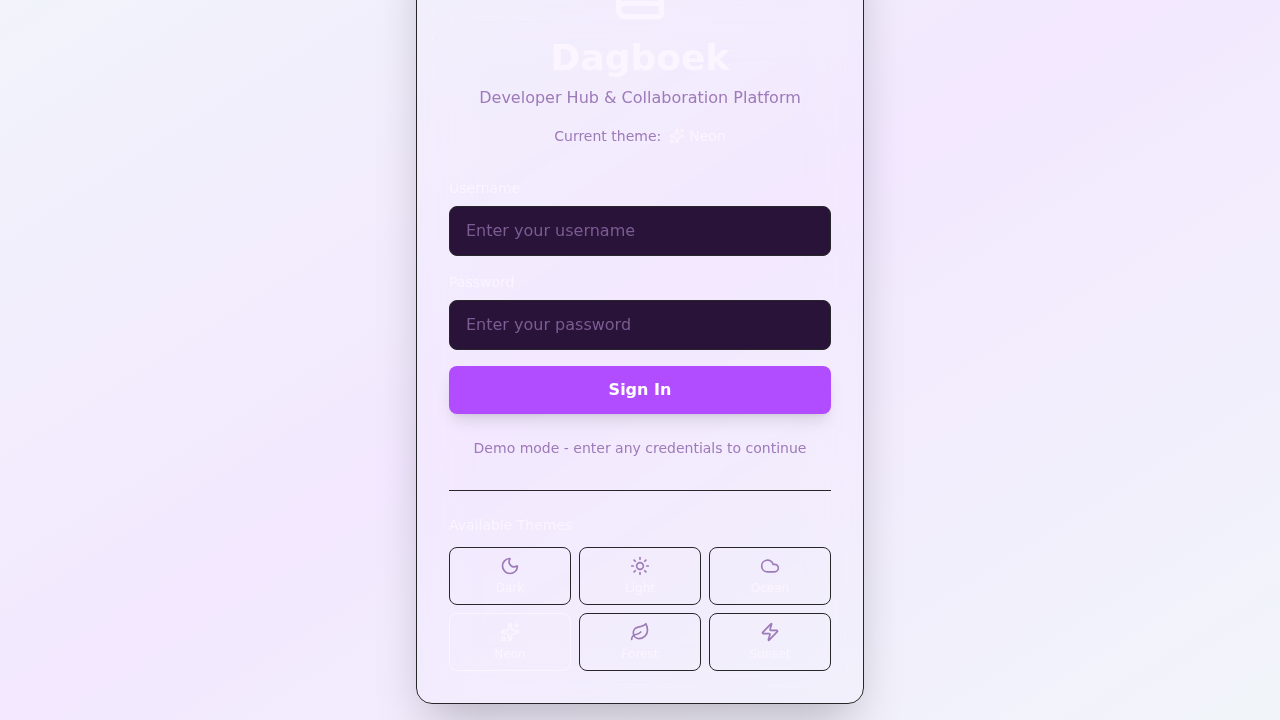 Dagboek
Developer Hub & Collaboration Platform
Current theme: Neon
Username
Enter your username
Password
Enter your password
Sign In
Demo mode - enter any credentials to continue
Available Themes
Dark
Light
Ocean
Neon
Forest
Sunset